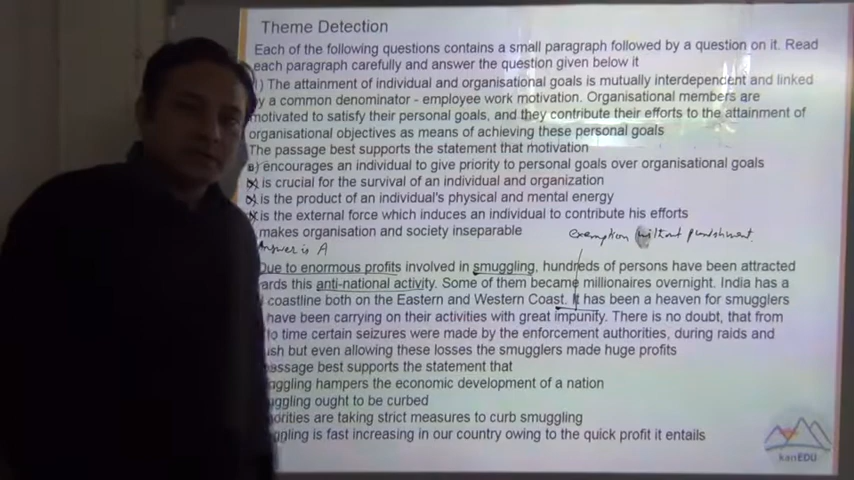 Theme Detection
Each of the following questions contains a small paragraph followed by a question on it. Read
each paragraph carefully and answer the question given below it
1) The attainment of individual and organisational goals is mutually interdependent and linked
by a common denominator - employee work motivation. Organisational members are
motivated to satisfy their personal goals, and they contribute their efforts to the attainment of
organisational objectives as means of achieving these personal goals
The passage best supports the statement that motivation
encourages an individual to give priority to personal goals over organisational goals
is crucial for the survival of an individual and organization
is the product of an individual's physical and mental energy
is the external force which induces an individual to contribute his efforts
makes organisation and society inseparable
exemption without punishment
Answer is A
Due to enormous profits involved in smuggling, hundreds of persons have been attracted
ards this anti-national activity. Some of them became millionaires overnight. India has a
coastline both on the Eastern and Western Coast. It has been a heaven for smugglers
have been carrying on their activities with great impunity. There is no doubt, that from
to time certain seizures were made by the enforcement authorities, during raids and
ush but even allowing these losses the smugglers made huge profits
passage best supports the statement that
uggling hampers the economic development of a nation
uggling ought to be curbed
orities are taking strict measures to curb smuggling
ggling is fast increasing in our country owing to the quick profit it entails
kanEDU